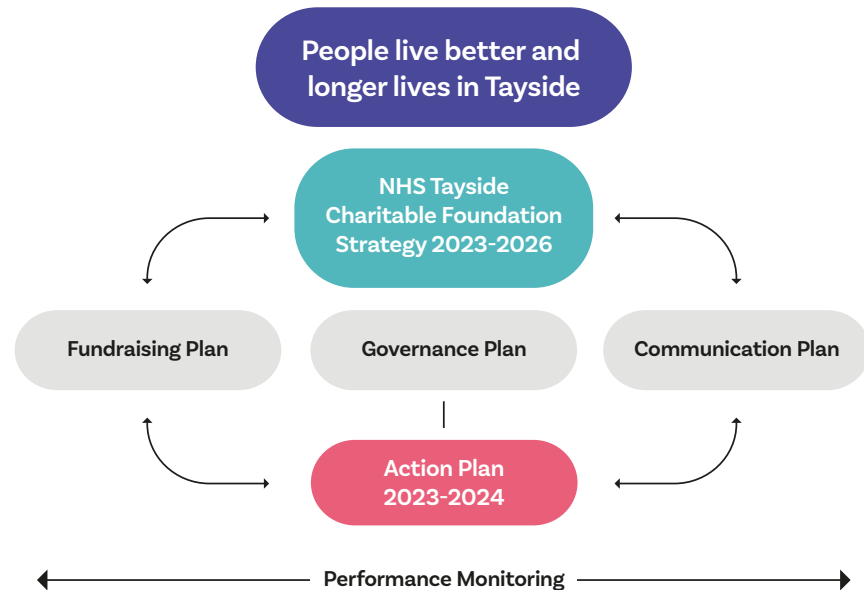 People live better and
longer lives in Tayside
NHS Tayside
Charitable Foundation
Strategy 2023-2026
Fundraising Plan
Governance Plan
Communication Plan
Action Plan
2023-2024
Performance Monitoring